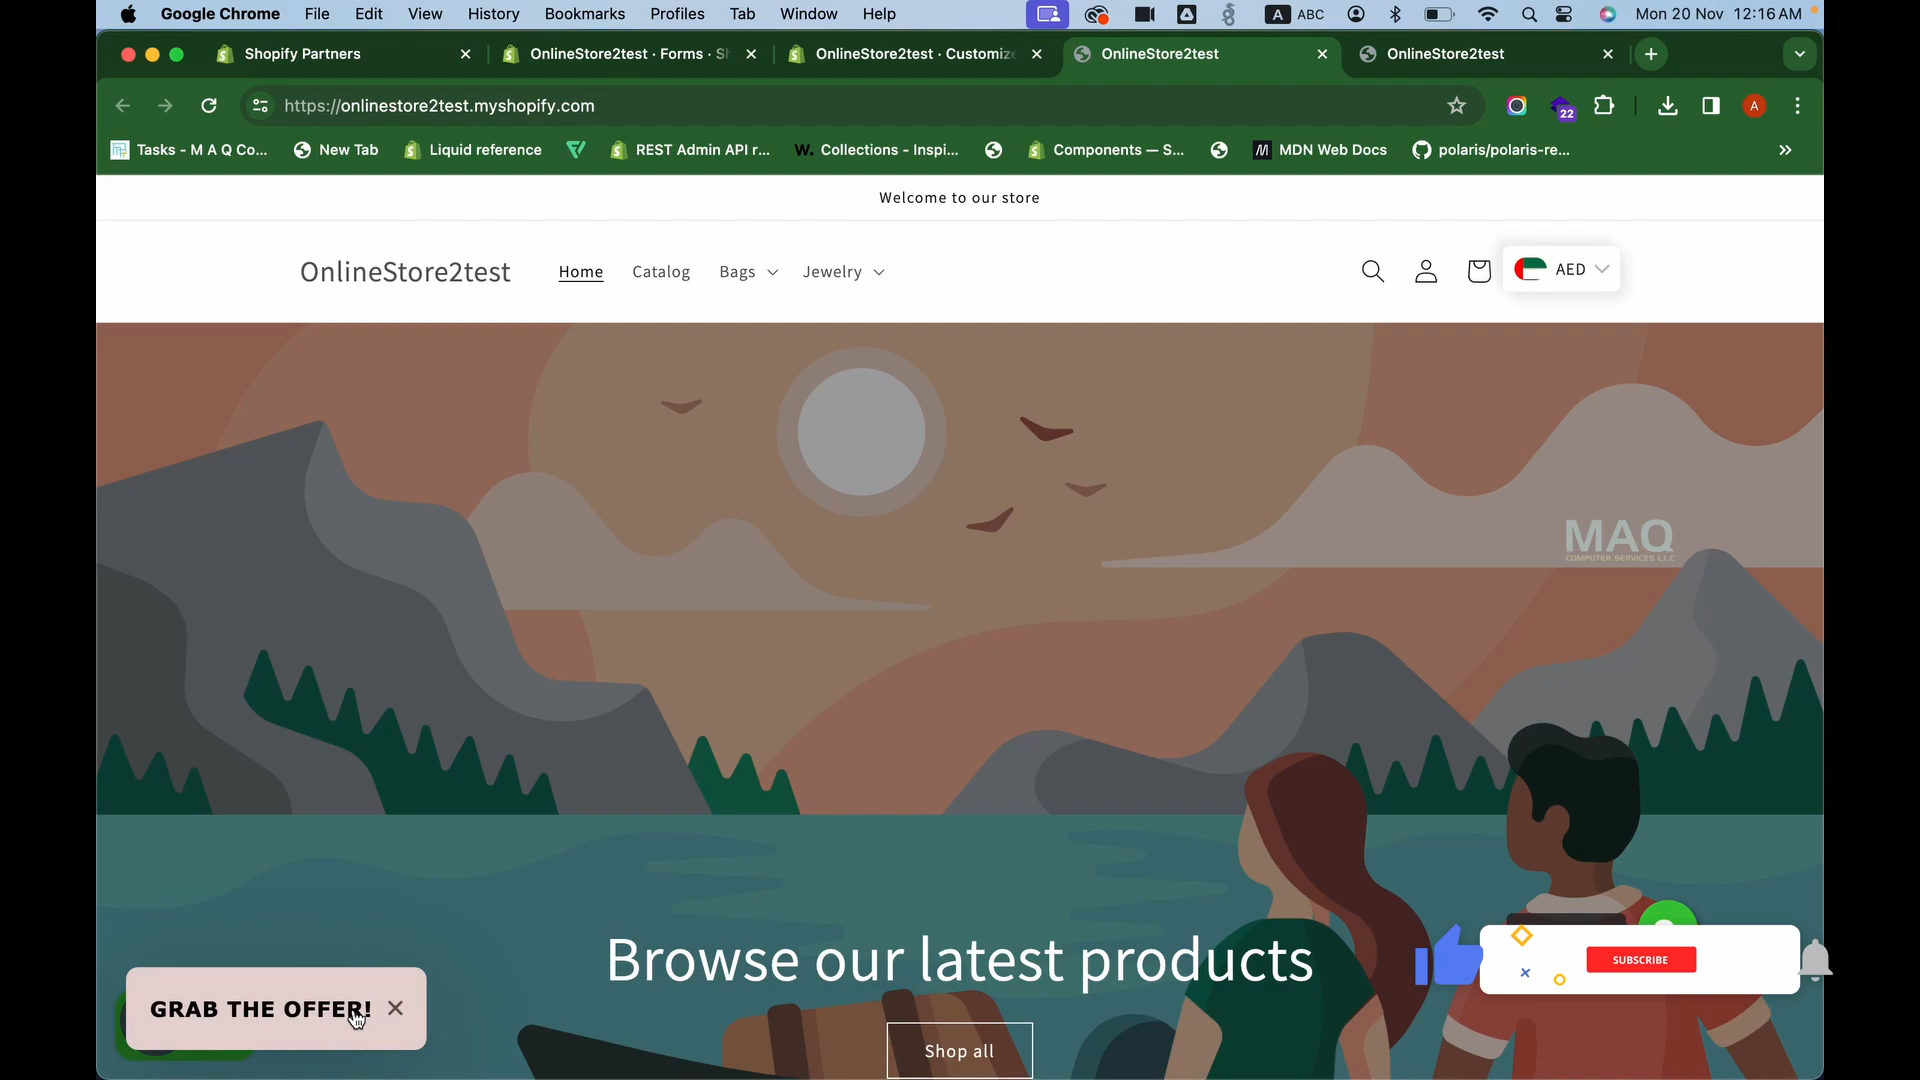 Google Chrome File Edit View History Bookmarks Profiles Tab Window Help A ABC Mon 20 Nov 12:16 AM
Shopify Partners OnlineStore2test · Forms · Sh OnlineStore2test · Customize OnlineStore2test OnlineStore2test
https://onlinestore2test.myshopify.com 22 A
Tasks - M A Q Co... New Tab Liquid reference REST Admin API r... W. Collections - Inspi... Components — S... MDN Web Docs polaris/polaris-re...
Welcome to our store
OnlineStore2test Home Catalog Bags Jewelry AED
MAQ
COMPUTER SERVICES L.L.C
Browse our latest products
SUBSCRIBE
GRAB THE OFFER!
Shop all